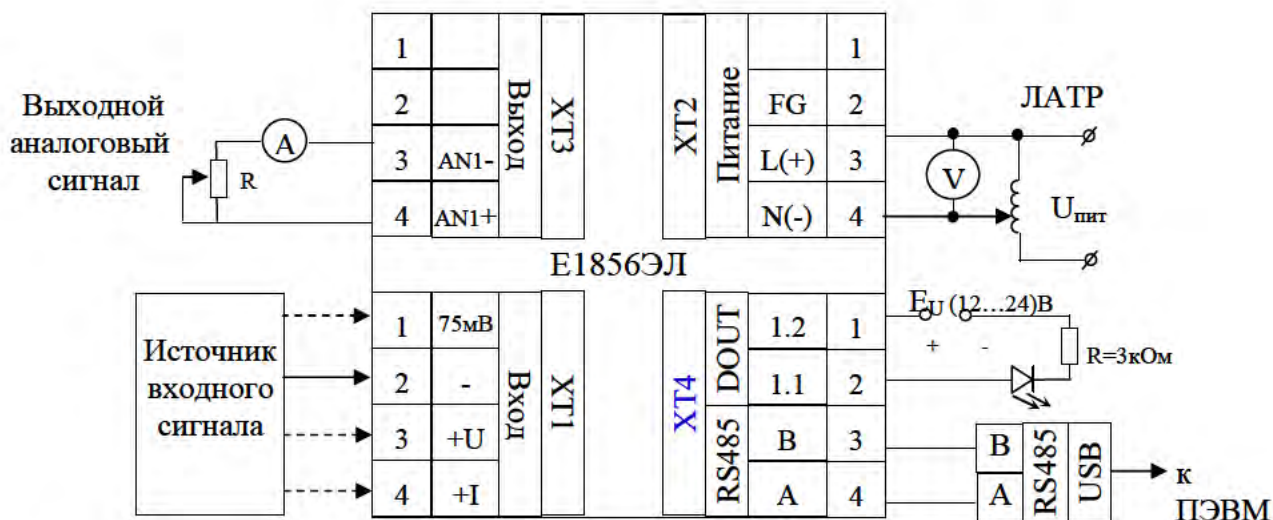 Выходной
аналоговый
сигнал
A
R
1
2
3 AN1-
4 AN1+
Выход
XT3
XT2
Питание
1
FG 2
L(+) 3
N(-) 4
ЛАТР
V
Uпит
E1856ЭЛ
Источник
входного
сигнала
1 75мВ
2 -
3 +U
4 +I
Вход
XT1
XT4
DOUT
RS485
1.2 1
1.1 2
B 3
A 4
EU (12...24)В
+ -
R=3кОм
B
A
RS485
USB
к
ПЭВМ